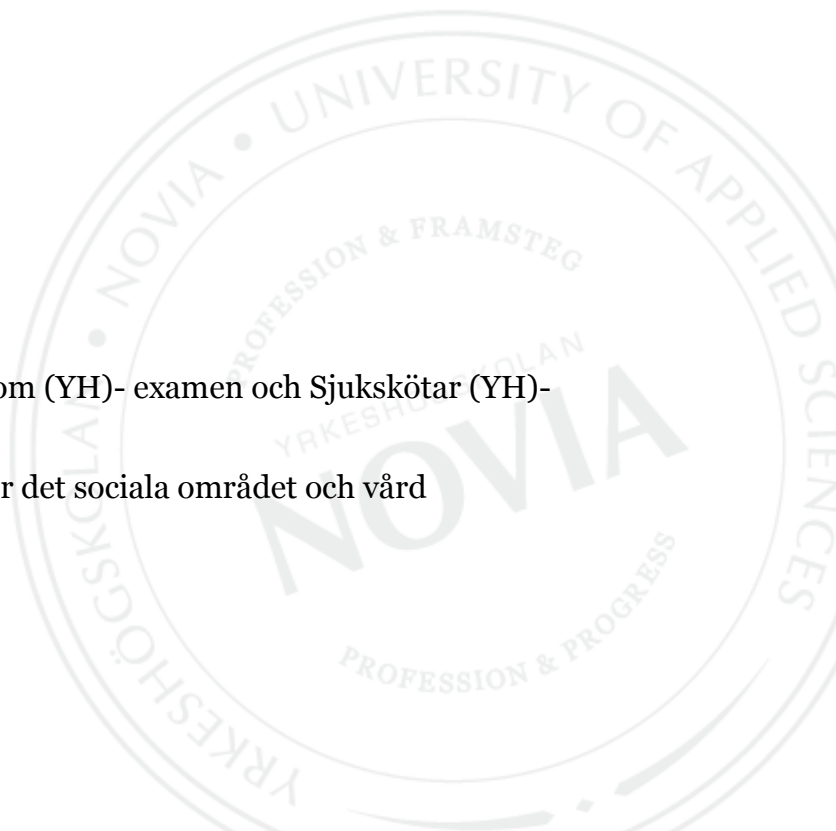 om (YH)- examen och Sjukskötar (YH)-
r det sociala området och vård
YRKESHÖGSKOLAN • NOVIA • UNIVERSITY OF APPLIED SCIENCES
PROFESSION & FRAMSTEG
YRKESHÖGSKOLAN
NOVIA
PROFESSION & PROGRESS